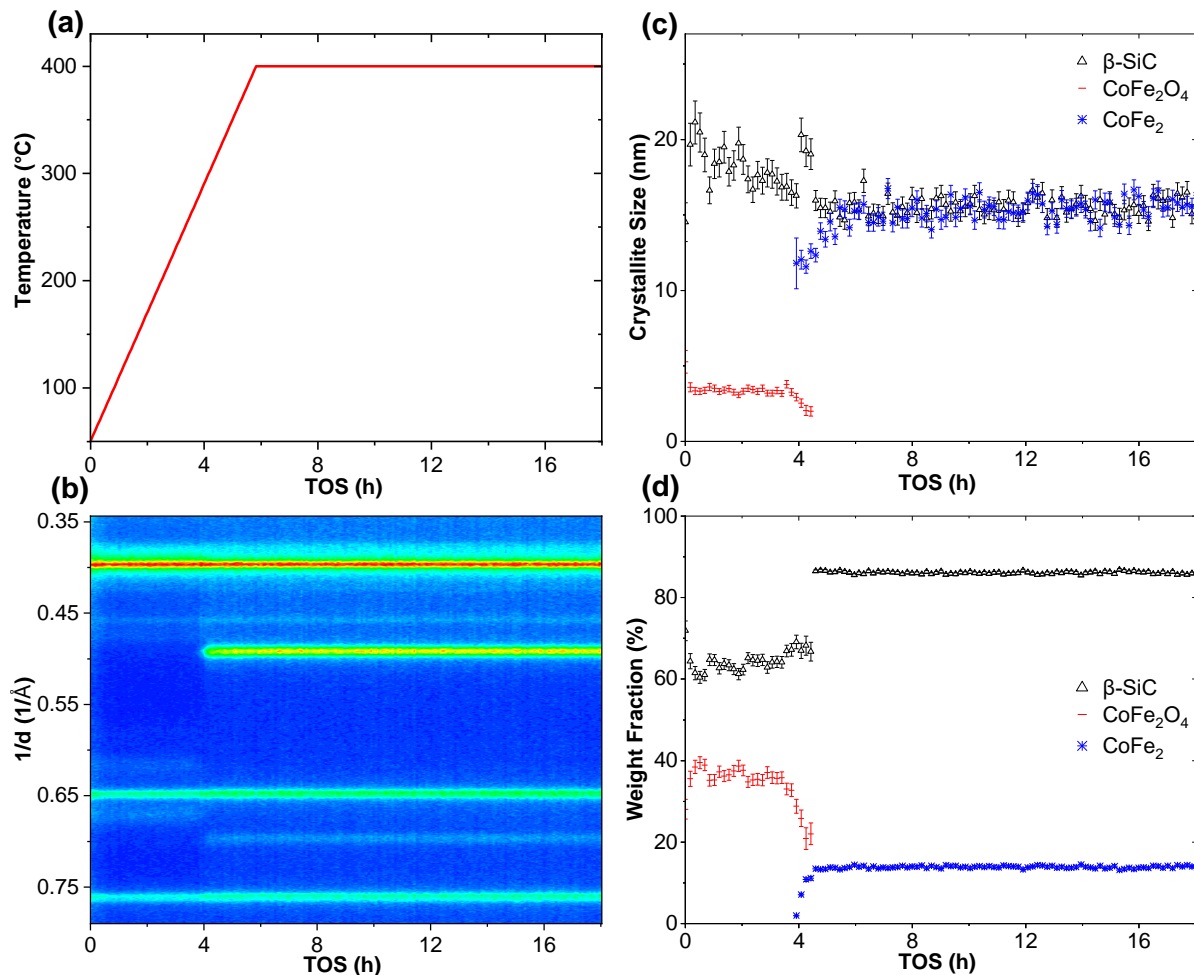 (a)
400
300
200
100
Temperature (°C)
0 4 8 12 16
TOS (h)
(b)
0.35
0.45
0.55
0.65
0.75
1/d (1/Å)
0 4 8 12 16
TOS (h)
(c)
20
10
0
Crystallite Size (nm)
β-SiC
CoFe₂O₄
CoFe₂
0 4 8 12 16
TOS (h)
(d)
100
80
60
40
20
0
Weight Fraction (%)
β-SiC
CoFe₂O₄
CoFe₂
0 4 8 12 16
TOS (h)